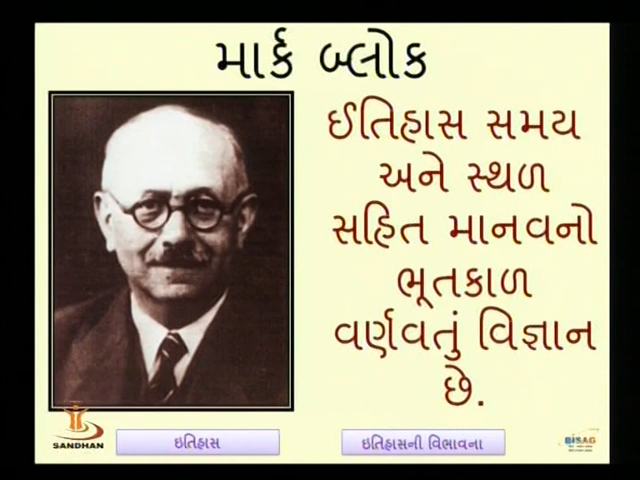 માર્ક બ્લોક
ઈતિહાસ સમય
અને સ્થળ
સહિત માનવનો
ભૂતકાળ
વર્ણવતું વિજ્ઞાન
છે.
SANDHAN
ઇતિહાસ
ઇતિહાસની વિભાવના
BISAG